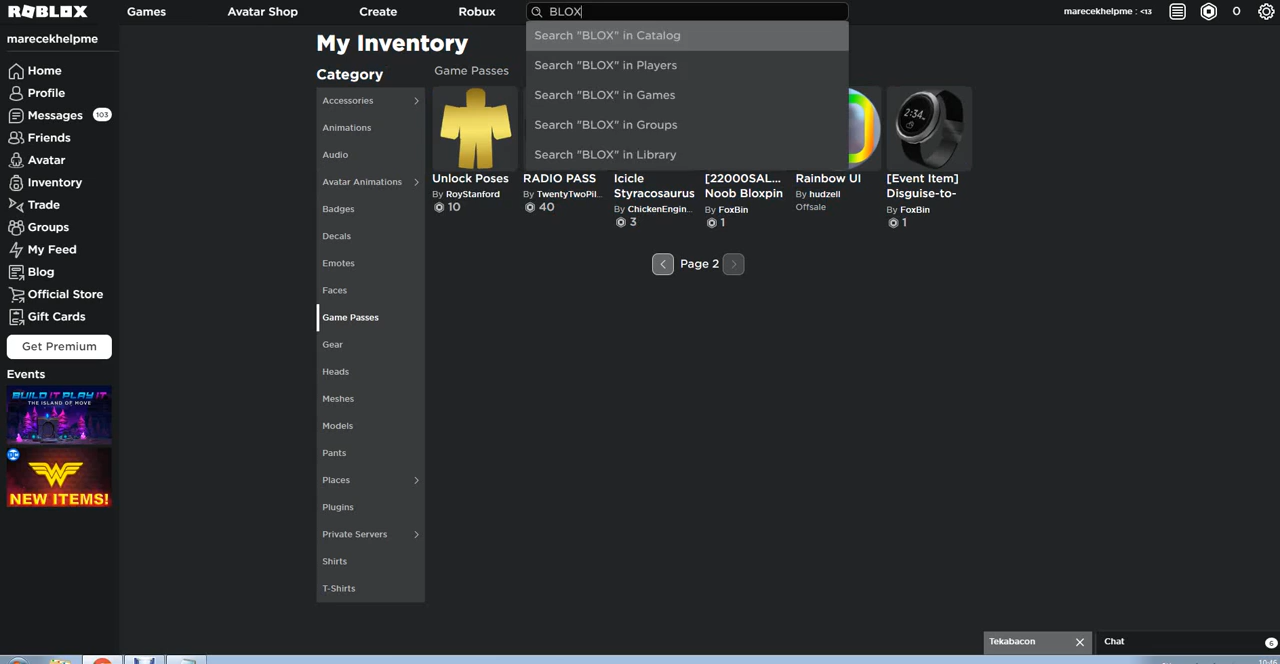 ROBLOX
Games
Avatar Shop
Create
Robux
BLOX
marecekhelpme : <13
0
marecekhelpme
Home
Profile
Messages 103
Friends
Avatar
Inventory
Trade
Groups
My Feed
Blog
Official Store
Gift Cards
Get Premium
Events
BUILD IT PLAY IT
THE ISLAND OF MOVE
DC
NEW ITEMS!
My Inventory
Category
Accessories
Animations
Audio
Avatar Animations
Badges
Decals
Emotes
Faces
Game Passes
Gear
Heads
Meshes
Models
Pants
Places
Plugins
Private Servers
Shirts
T-Shirts
Search "BLOX" in Catalog
Search "BLOX" in Players
Search "BLOX" in Games
Search "BLOX" in Groups
Search "BLOX" in Library
Game Passes
Unlock Poses
By RoyStanford
10
RADIO PASS
By TwentyTwoPil...
40
Icicle
Styracosaurus
By ChickenEngin...
3
[22000SAL...
Noob Bloxpin
By FoxBin
1
Rainbow UI
By hudzell
Offsale
2:34
[Event Item]
Disguise-to-
By FoxBin
1
Page 2
Tekabacon
Chat
6